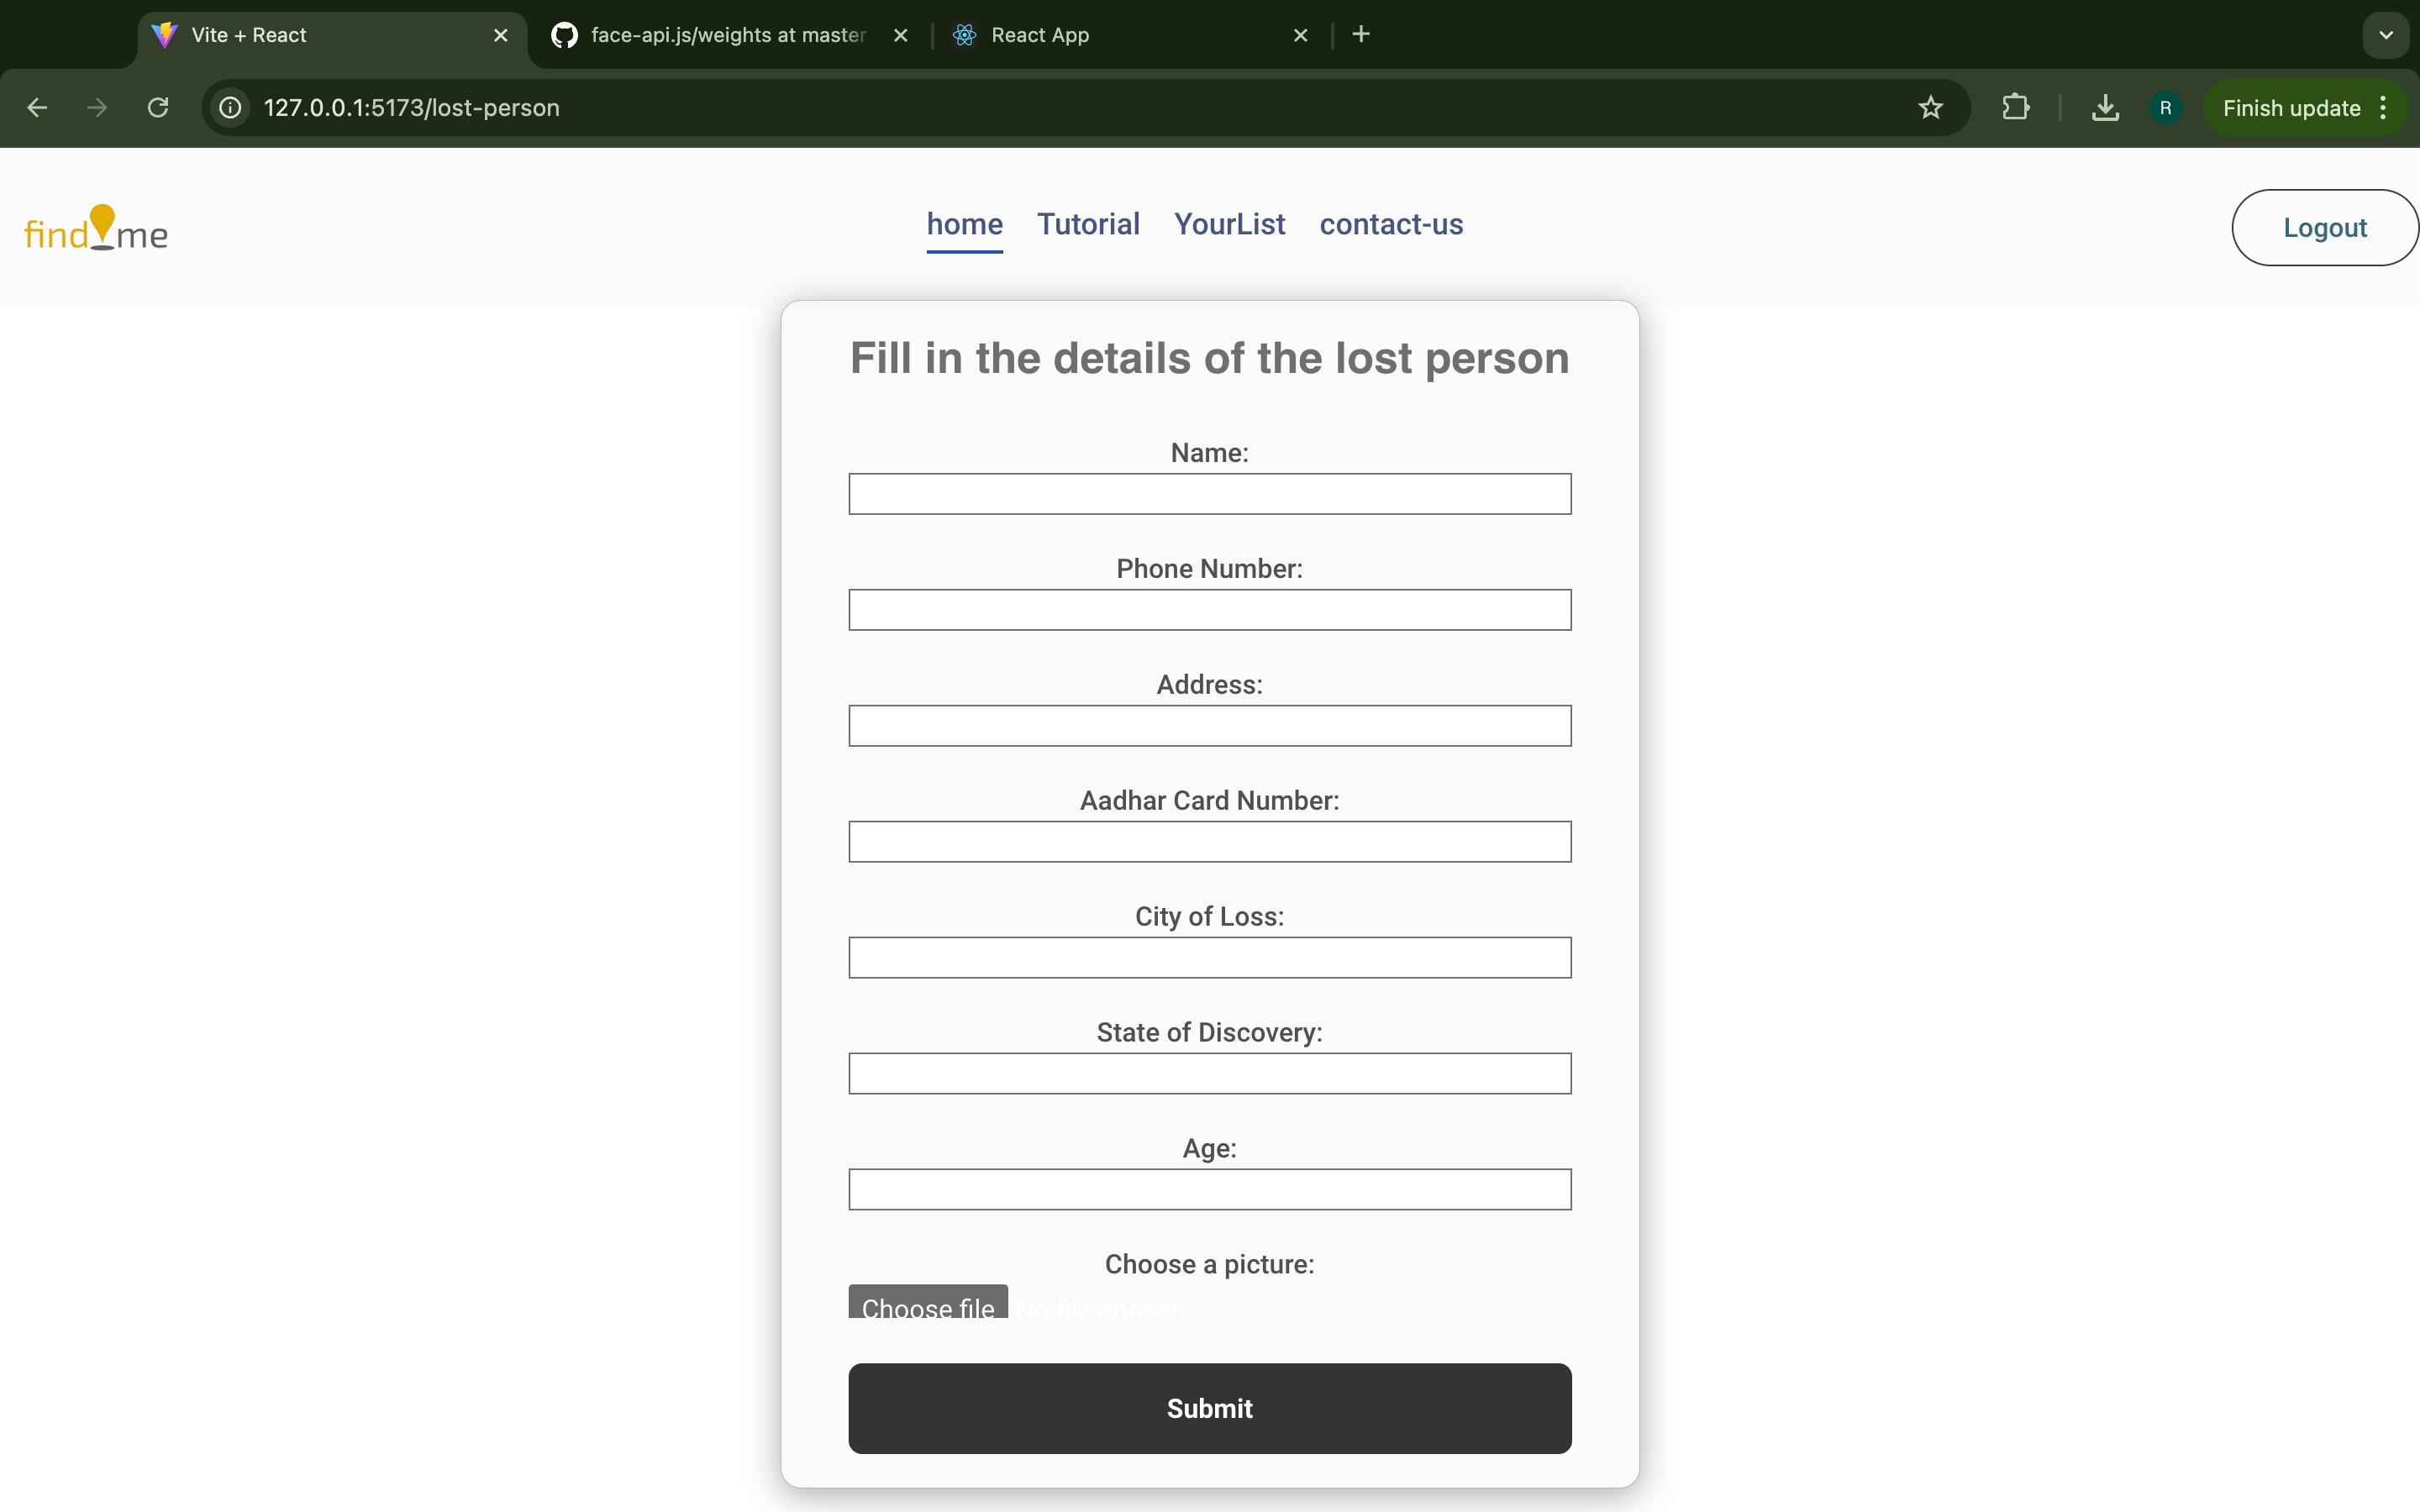 Vite + React
face-api.js/weights at master
React App
127.0.0.1:5173/lost-person
R
Finish update
find me
home Tutorial YourList contact-us
Logout
Fill in the details of the lost person
Name:
Phone Number:
Address:
Aadhar Card Number:
City of Loss:
State of Discovery:
Age:
Choose a picture:
Choose file No file chosen
Submit